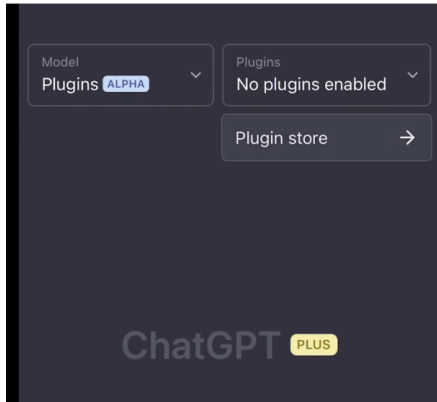 Model
Plugins ALPHA
Plugins
No plugins enabled
Plugin store
ChatGPT PLUS